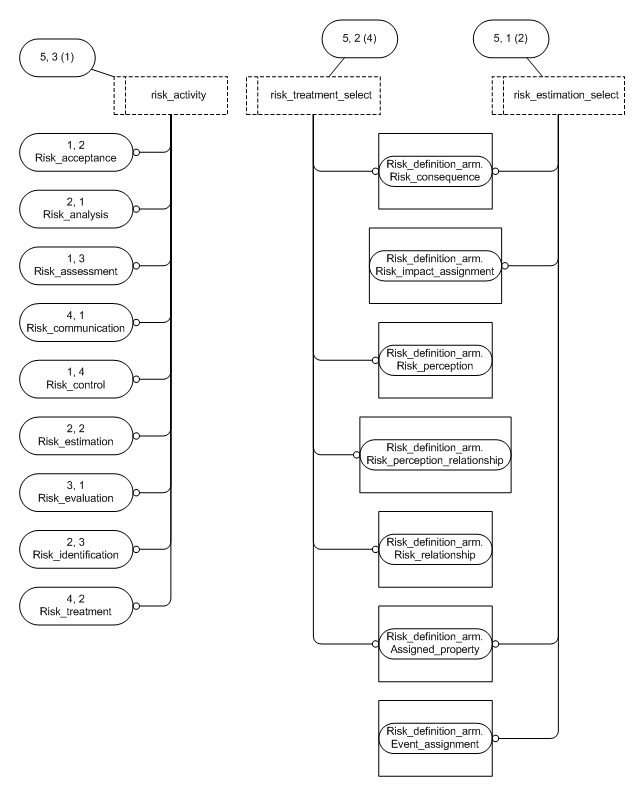 5, 3 (1)
5, 2 (4)
5, 1 (2)
risk_activity
risk_treatment_select
risk_estimation_select
1, 2
Risk_acceptance
2, 1
Risk_analysis
1, 3
Risk_assessment
4, 1
Risk_communication
1, 4
Risk_control
2, 2
Risk_estimation
3, 1
Risk_evaluation
2, 3
Risk_identification
4, 2
Risk_treatment
Risk_definition_arm.
Risk_consequence
Risk_definition_arm.
Risk_impact_assignment
Risk_definition_arm.
Risk_perception
Risk_definition_arm.
Risk_perception_relationship
Risk_definition_arm.
Risk_relationship
Risk_definition_arm.
Assigned_property
Risk_definition_arm.
Event_assignment